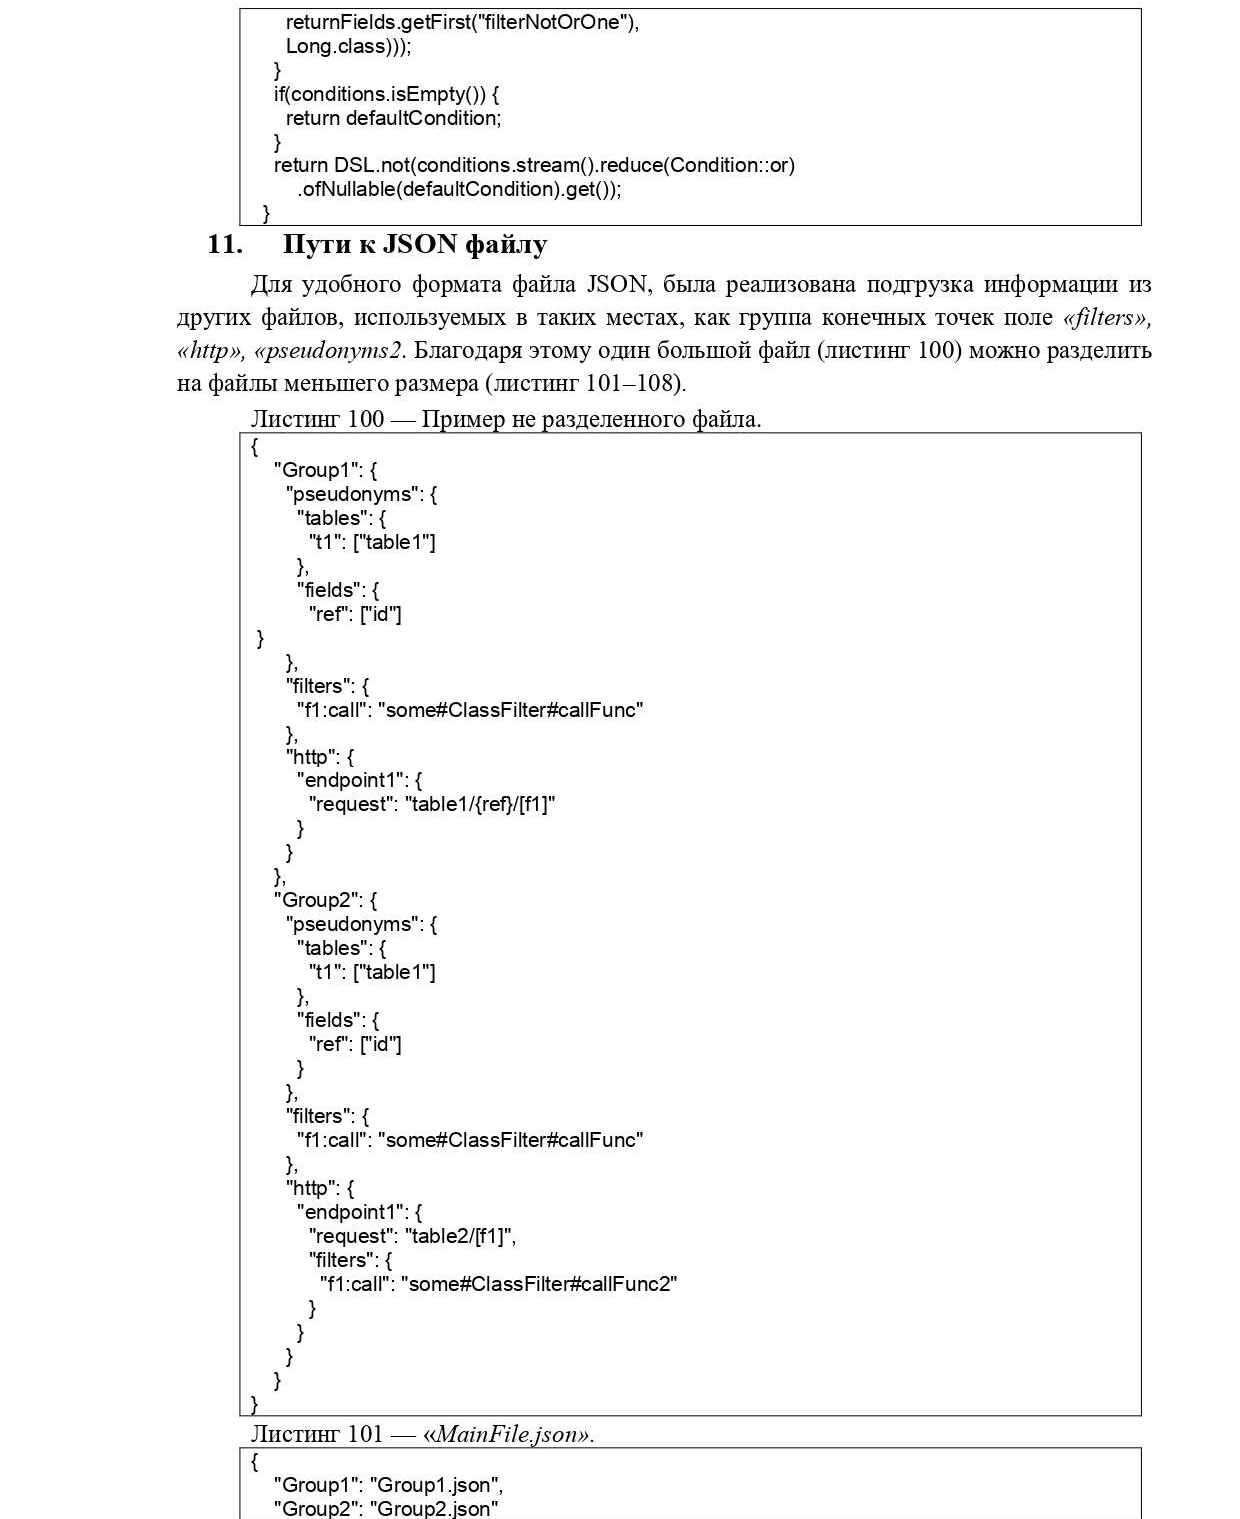 returnFields.getFirst("filterNotOrOne"),
Long.class)));
}
if(conditions.isEmpty()) {
return defaultCondition;
}
return DSL.not(conditions.stream().reduce(Condition::or)
.ofNullable(defaultCondition).get());
}
11. Пути к JSON файлу
Для удобного формата файла JSON, была реализована подгрузка информации из
других файлов, используемых в таких местах, как группа конечных точек поле «filters»,
«http», «pseudonyms2. Благодаря этому один большой файл (листинг 100) можно разделить
на файлы меньшего размера (листинг 101–108).
Листинг 100 — Пример не разделенного файла.
{
"Group1": {
"pseudonyms": {
"tables": {
"t1": ["table1"]
},
"fields": {
"ref": ["id"]
}
},
"filters": {
"f1:call": "some#ClassFilter#callFunc"
},
"http": {
"endpoint1": {
"request": "table1/{ref}/[f1]"
}
}
},
"Group2": {
"pseudonyms": {
"tables": {
"t1": ["table1"]
},
"fields": {
"ref": ["id"]
}
},
"filters": {
"f1:call": "some#ClassFilter#callFunc"
},
"http": {
"endpoint1": {
"request": "table2/[f1]",
"filters": {
"f1:call": "some#ClassFilter#callFunc2"
}
}
}
}
}
Листинг 101 — «MainFile.json».
{
"Group1": "Group1.json",
"Group2": "Group2.json"